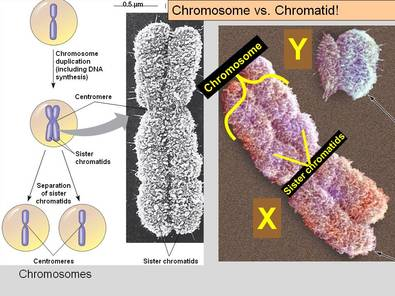 0.5 µm
Chromosome vs. Chromatid!
Chromosome
duplication
(including DNA
synthesis)
Centromere
Sister
chromatids
Separation
of sister
chromatids
Centromeres
Sister chromatids
Chromosomes
Chromosome
Y
Sister chromatids
X